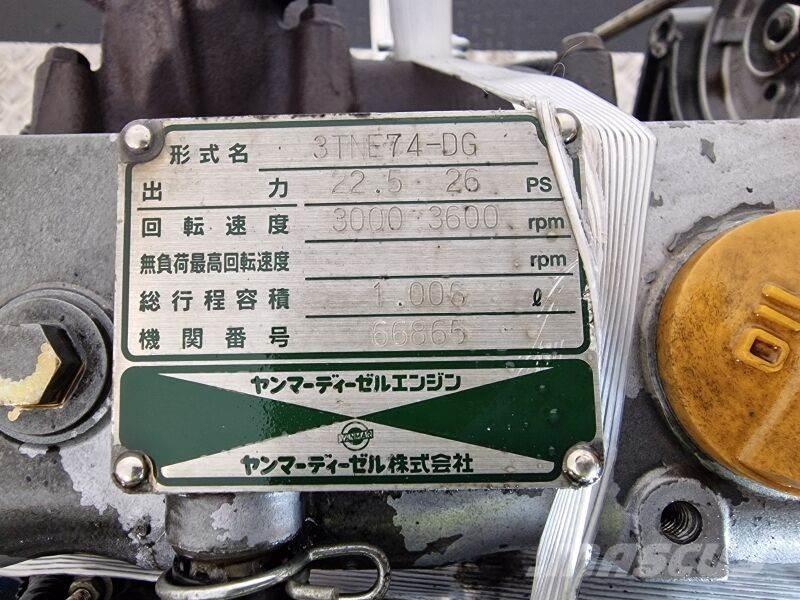 形式名 3TNE74-DG
出力 22.5 26 PS
回転速度 3000 3600 rpm
無負荷最高回転速度 rpm
総行程容積 1.006 ℓ
機関番号 66865
ヤンマーディーゼルエンジン
YANMAR
ヤンマーディーゼル株式会社
OIL
MASCUS